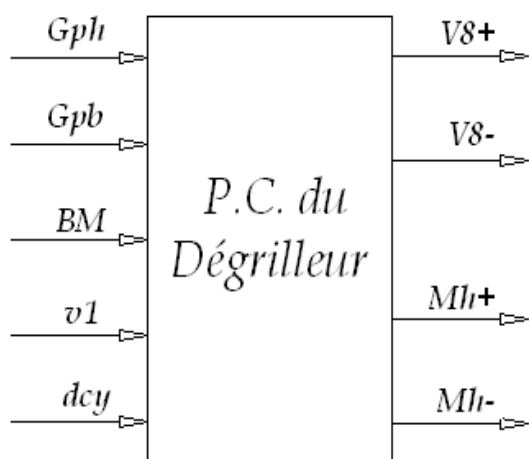 Gph
Gpb
BM
v1
dcy
P.C. du
Dégrilleur
V8+
V8-
Mh+
Mh-